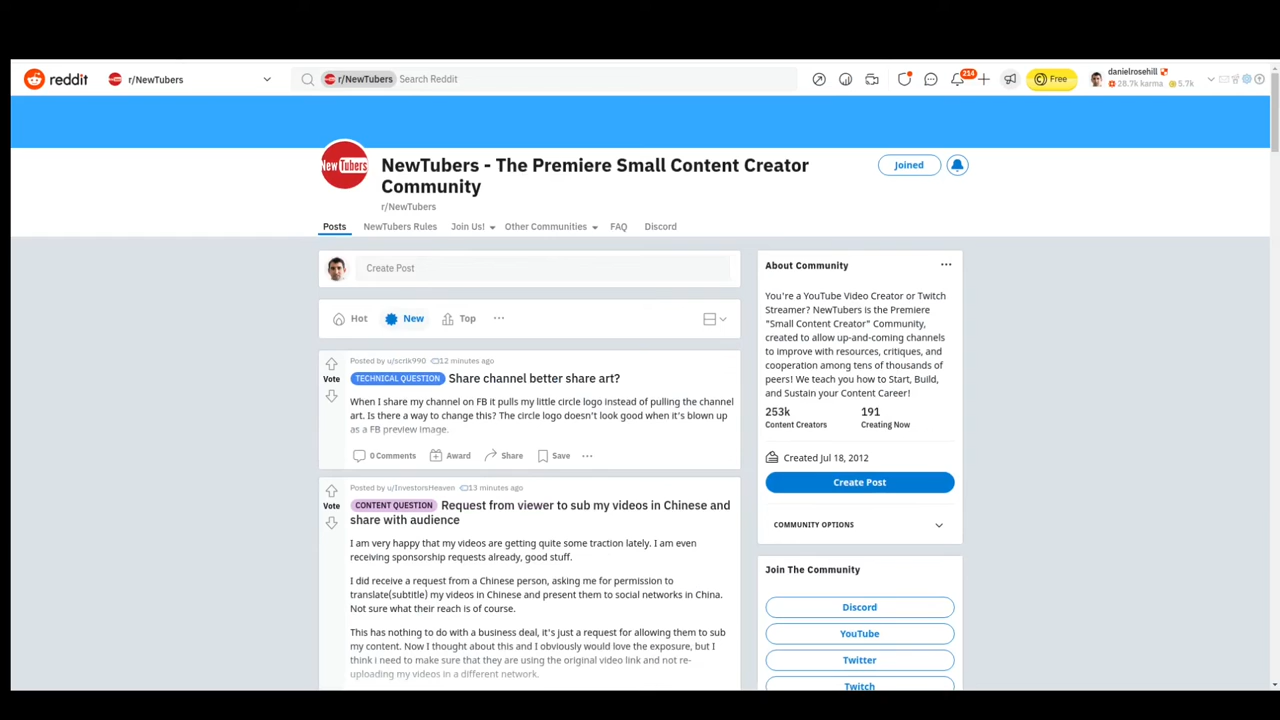 reddit
r/NewTubers
r/NewTubers Search Reddit
214
Free
danielrosehill
28.7k karma 5.7k
NewTubers
NewTubers - The Premiere Small Content Creator
Community
r/NewTubers
Joined
Posts NewTubers Rules Join Us! Other Communities FAQ Discord
Create Post
Hot New Top ...
Posted by u/scrik990 12 minutes ago
Vote
TECHNICAL QUESTION Share channel better share art?
When I share my channel on FB it pulls my little circle logo instead of pulling the channel
art. Is there a way to change this? The circle logo doesn't look good when it's blown up
as a FB preview image.
0 Comments Award Share Save ...
Posted by u/InvestorsHeaven 13 minutes ago
Vote
CONTENT QUESTION Request from viewer to sub my videos in Chinese and
share with audience
I am very happy that my videos are getting quite some traction lately. I am even
receiving sponsorship requests already, good stuff.
I did receive a request from a Chinese person, asking me for permission to
translate(subtitle) my videos in Chinese and present them to social networks in China.
Not sure what their reach is of course.
This has nothing to do with a business deal, it's just a request for allowing them to sub
my content. Now I thought about this and I obviously would love the exposure, but I
think i need to make sure that they are using the original video link and not re-
uploading my videos in a different network.
About Community
...
You're a YouTube Video Creator or Twitch
Streamer? NewTubers is the Premiere
"Small Content Creator" Community,
created to allow up-and-coming channels
to improve with resources, critiques, and
cooperation among tens of thousands of
peers! We teach you how to Start, Build,
and Sustain your Content Career!
253k 191
Content Creators Creating Now
Created Jul 18, 2012
Create Post
COMMUNITY OPTIONS
Join The Community
Discord
YouTube
Twitter
Twitch